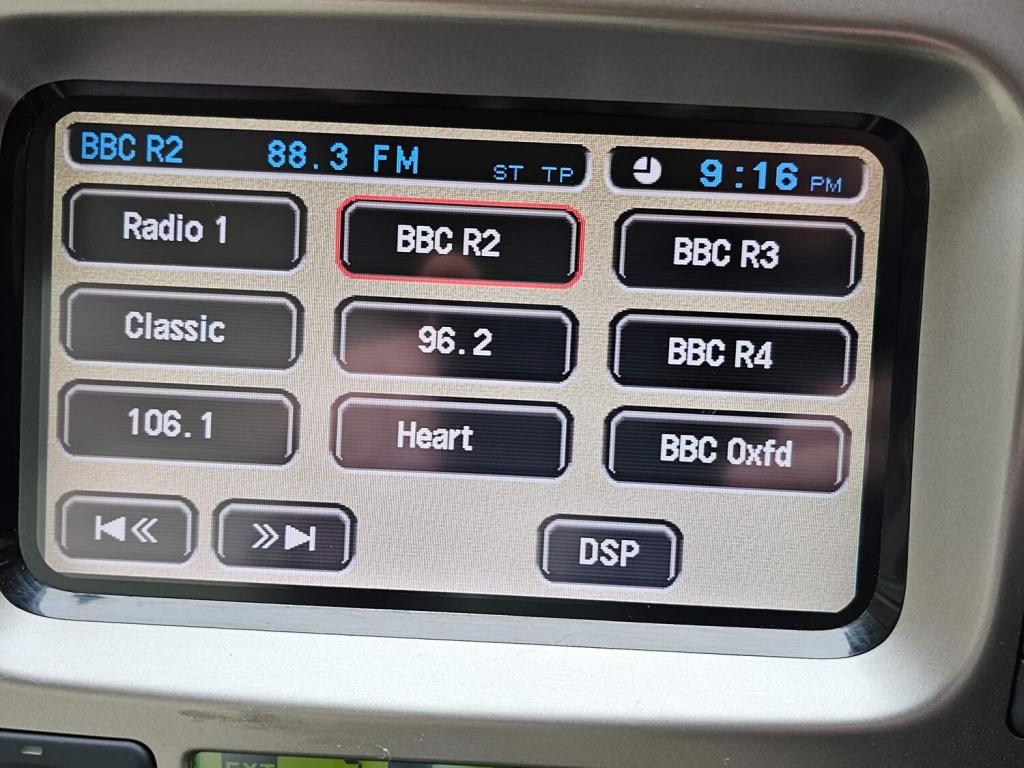 BBC R2 88.3 FM ST TP 9:16 PM
Radio 1 BBC R2 BBC R3
Classic 96.2 BBC R4
106.1 Heart BBC Oxfd
DSP
EXT